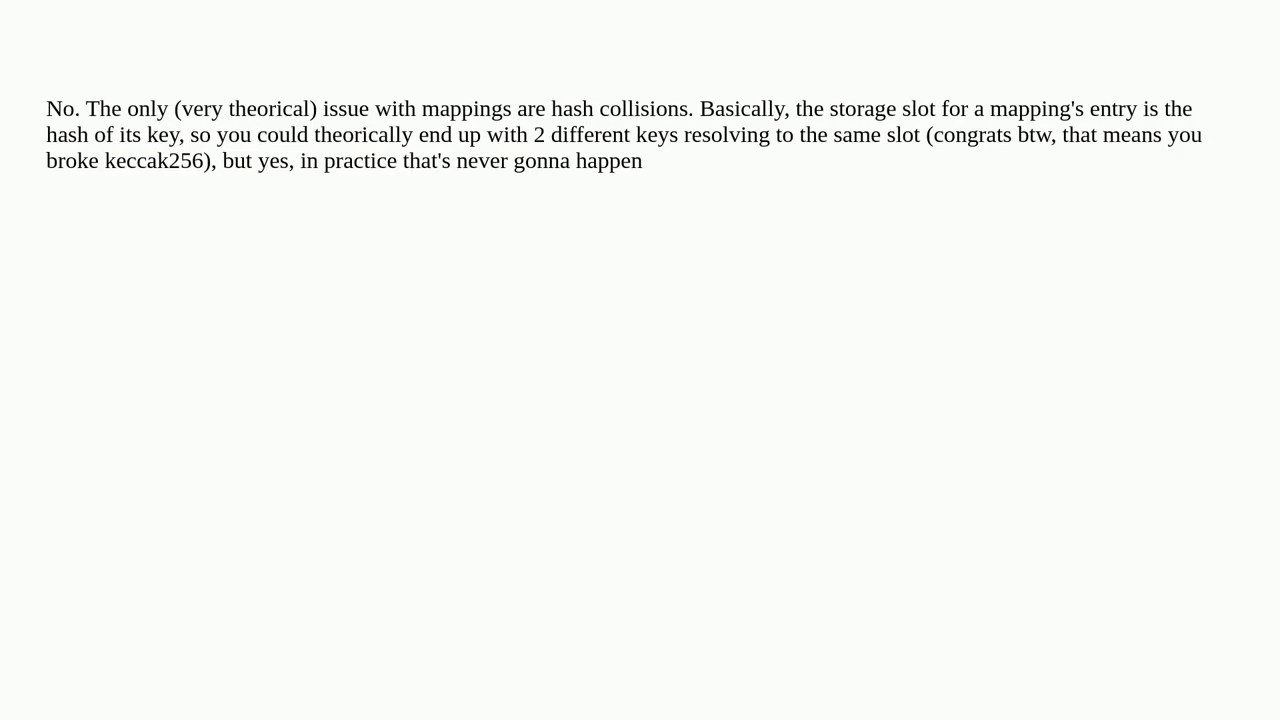 No. The only (very theorical) issue with mappings are hash collisions. Basically, the storage slot for a mapping's entry is the
hash of its key, so you could theorically end up with 2 different keys resolving to the same slot (congrats btw, that means you
broke keccak256), but yes, in practice that's never gonna happen